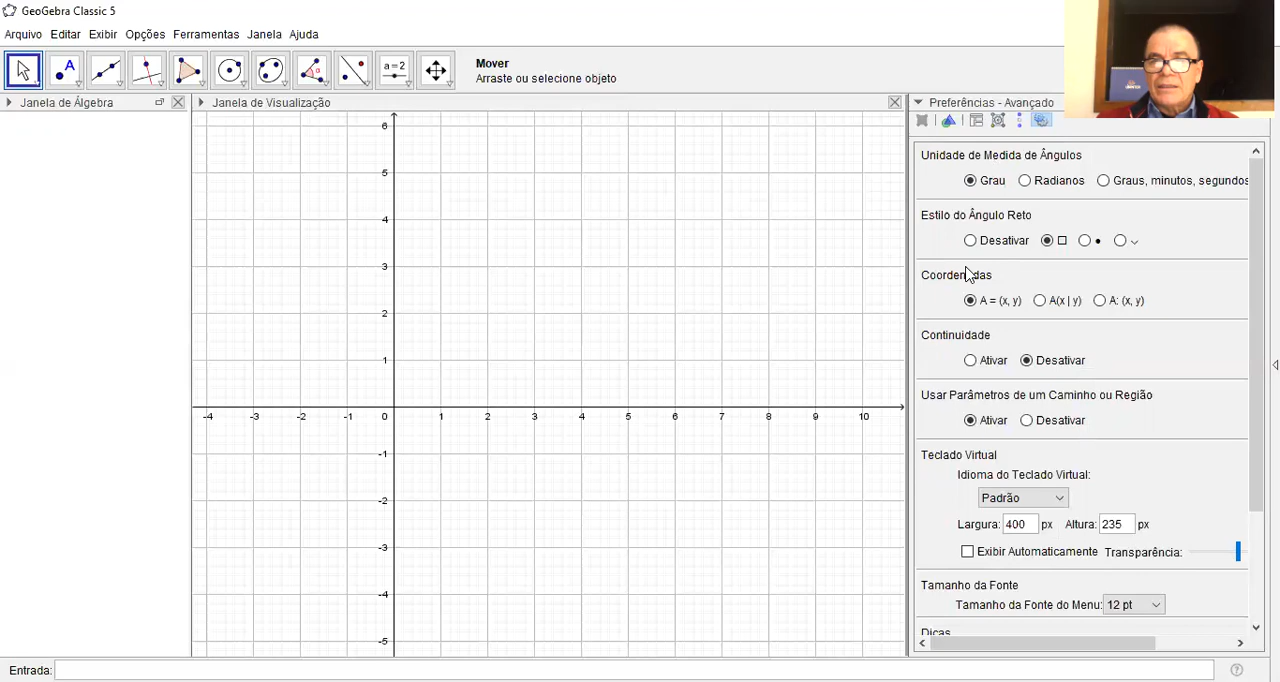 GeoGebra Classic 5
Arquivo Editar Exibir Opções Ferramentas Janela Ajuda
A a=2 α
Mover
Arraste ou selecione objeto
Janela de Álgebra
Janela de Visualização
Preferências - Avançado
6
5
4
3
2
1
-4 -3 -2 -1 0 1 2 3 4 5 6 7 8 9 10
-1
-2
-3
-4
-5
Unidade de Medida de Ângulos
Grau Radianos Graus, minutos, segundos
Estilo do Ângulo Reto
Desativar
Coordenadas
A = (x, y) A(x | y) A: (x, y)
Continuidade
Ativar Desativar
Usar Parâmetros de um Caminho ou Região
Ativar Desativar
Teclado Virtual
Idioma do Teclado Virtual:
Padrão
Largura: 400 px Altura: 235 px
Exibir Automaticamente Transparência:
Tamanho da Fonte
Tamanho da Fonte do Menu: 12 pt
Dicas
Entrada: